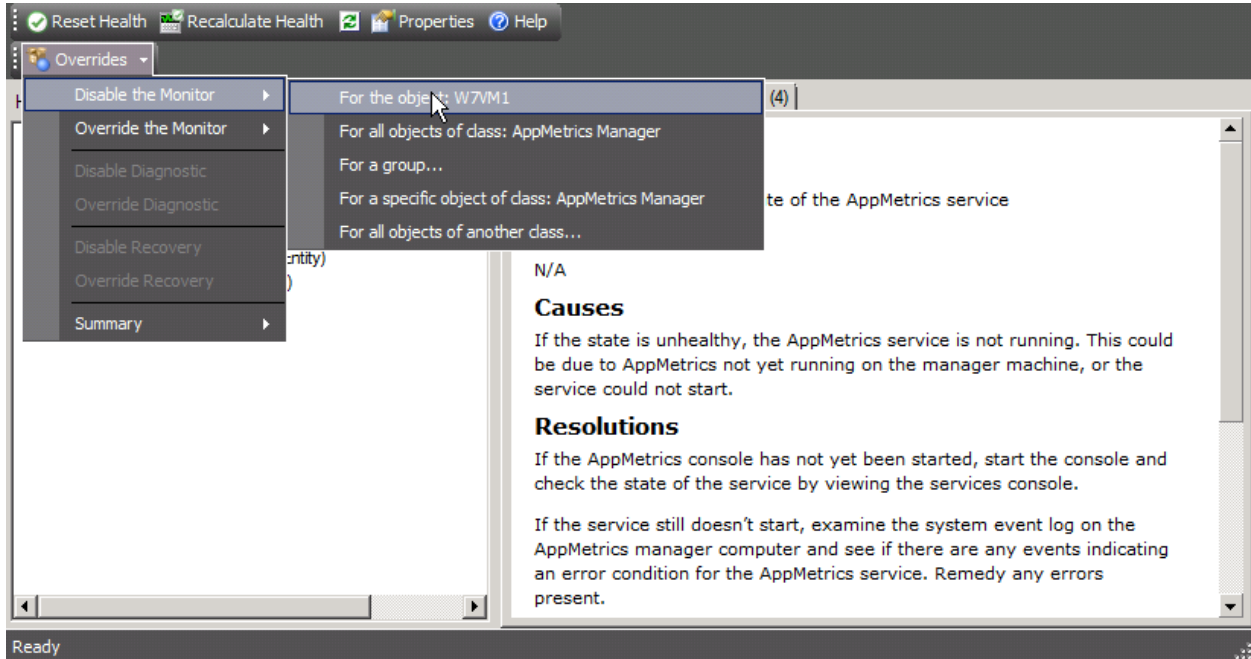 Reset Health Recalculate Health Properties Help
Overrides
Disable the Monitor
Override the Monitor
Disable Diagnostic
Override Diagnostic
Disable Recovery
Override Recovery
Summary
For the object: W7VM1
For all objects of class: AppMetrics Manager
For a group...
For a specific object of class: AppMetrics Manager
For all objects of another class...
(4)
H
Entity)
)
te of the AppMetrics service
N/A
Causes
If the state is unhealthy, the AppMetrics service is not running. This could
be due to AppMetrics not yet running on the manager machine, or the
service could not start.
Resolutions
If the AppMetrics console has not yet been started, start the console and
check the state of the service by viewing the services console.
If the service still doesn't start, examine the system event log on the
AppMetrics manager computer and see if there are any events indicating
an error condition for the AppMetrics service. Remedy any errors
present.
Ready